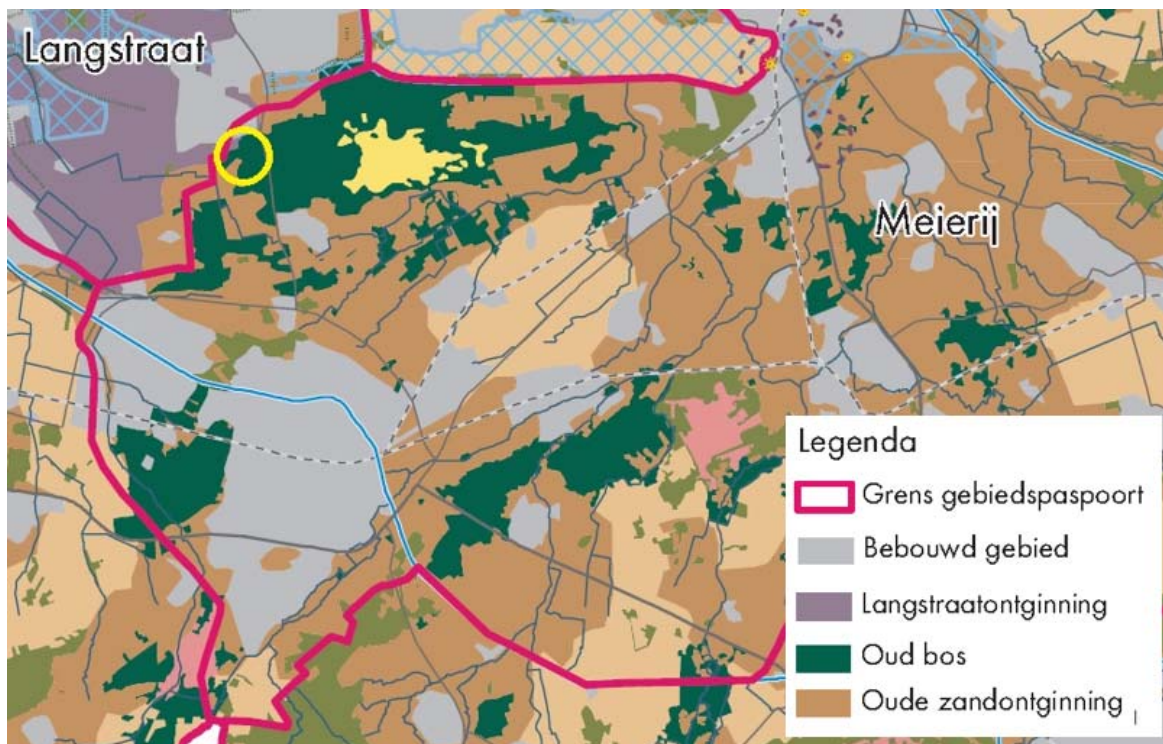 Langstraat
Meierij
Legenda
Grens gebiedspaspoort
Bebouwd gebied
Langstraatontginning
Oud bos
Oude zandontginning